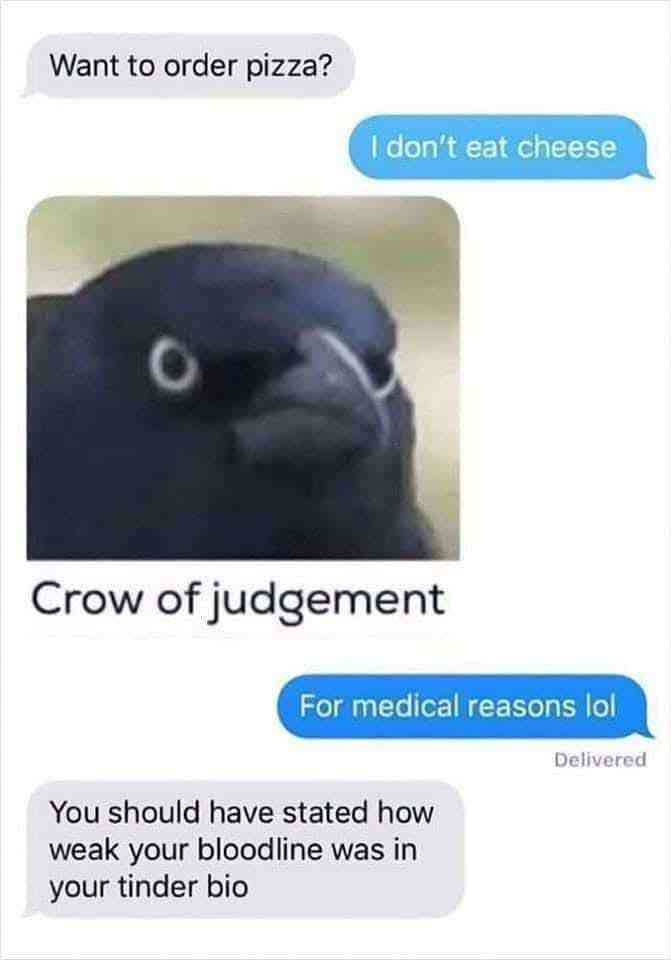 Want to order pizza?
I don't eat cheese
Crow of judgement
For medical reasons lol
Delivered
You should have stated how
weak your bloodline was in
your tinder bio